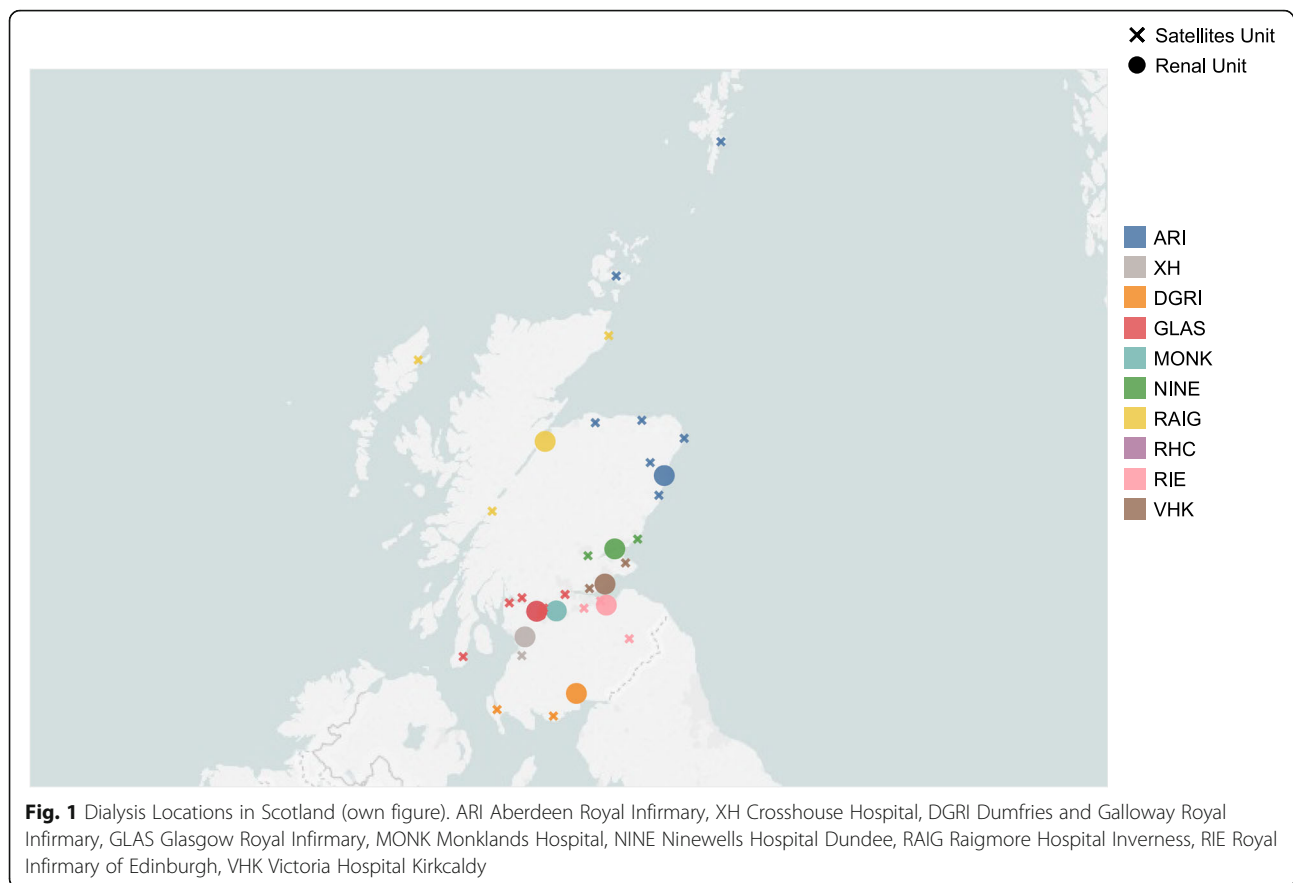 Satellites Unit
Renal Unit
ARI
XH
DGRI
GLAS
MONK
NINE
RAIG
RHC
RIE
VHK
Fig. 1 Dialysis Locations in Scotland (own figure). ARI Aberdeen Royal Infirmary, XH Crosshouse Hospital, DGRI Dumfries and Galloway Royal
Infirmary, GLAS Glasgow Royal Infirmary, MONK Monklands Hospital, NINE Ninewells Hospital Dundee, RAIG Raigmore Hospital Inverness, RIE Royal
Infirmary of Edinburgh, VHK Victoria Hospital Kirkcaldy